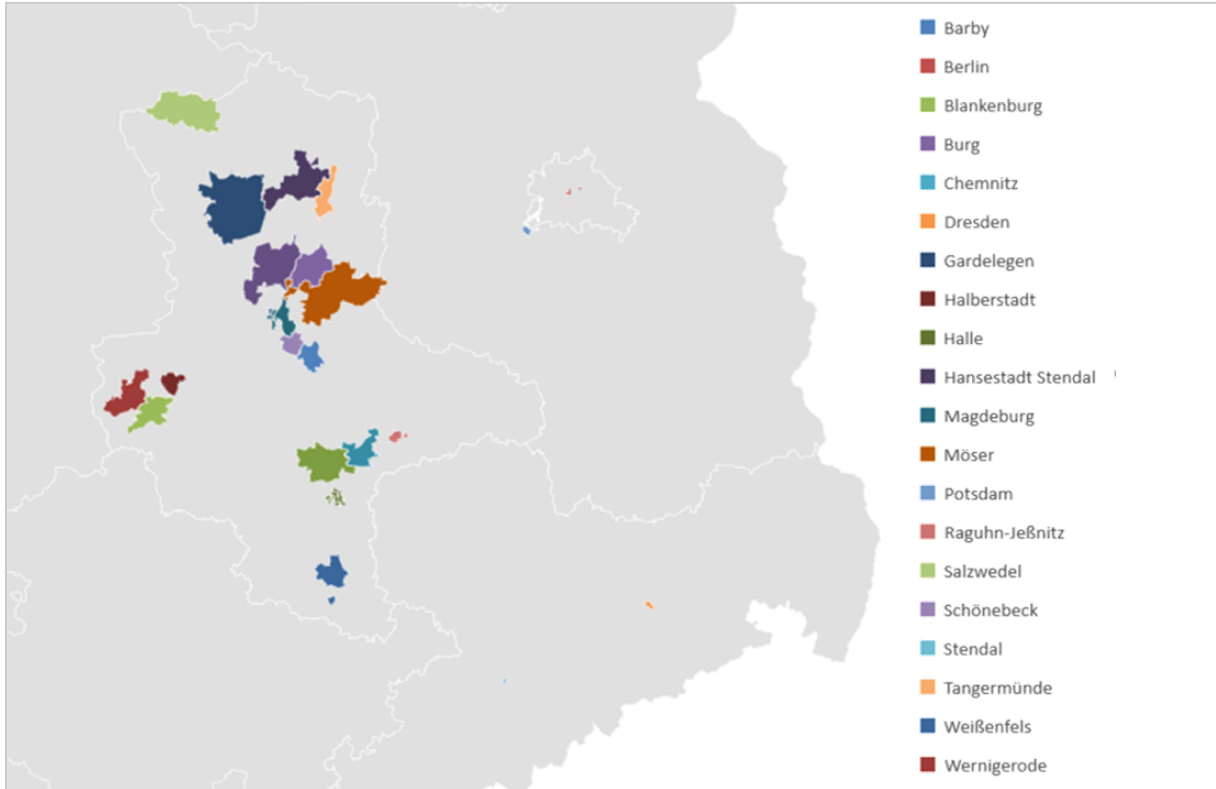 Barby
Berlin
Blankenburg
Burg
Chemnitz
Dresden
Gardelegen
Halberstadt
Halle
Hansestadt Stendal
Magdeburg
Möser
Potsdam
Raguhn-Jeßnitz
Salzwedel
Schönebeck
Stendal
Tangermünde
Weißenfels
Wernigerode